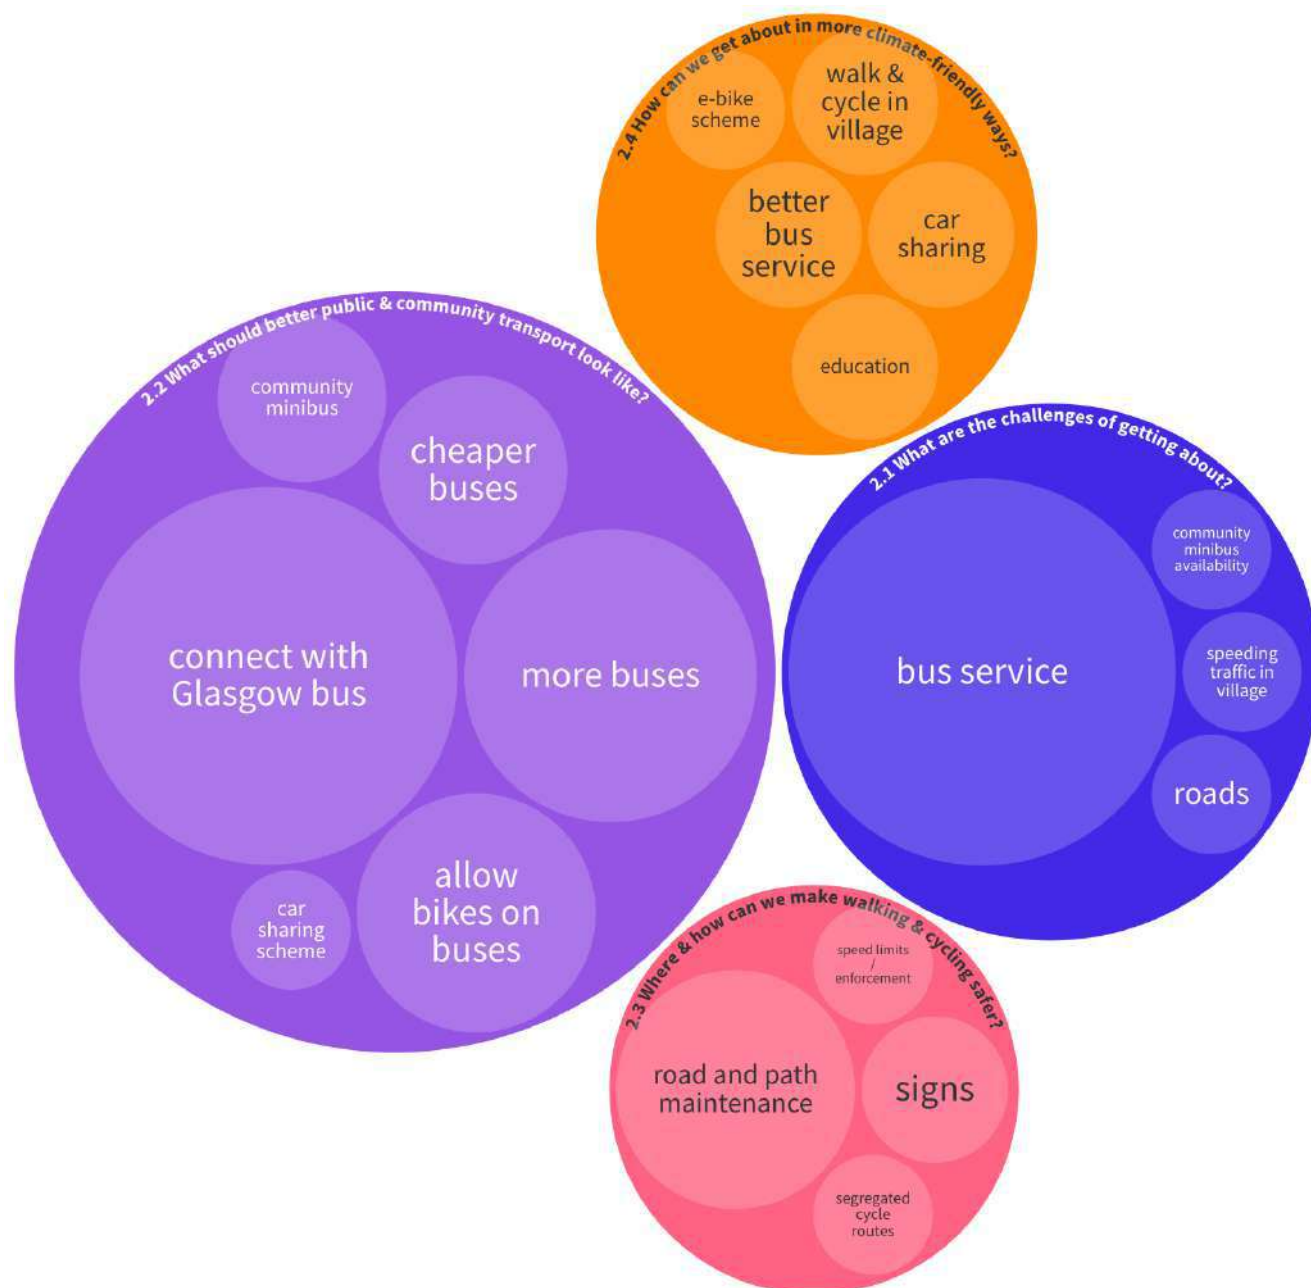 2.4 How can we get about in more climate-friendly ways?
e-bike
scheme
walk &
cycle in
village
better
bus
service
car
sharing
education
2.2 What should better public & community transport look like?
community
minibus
cheaper
buses
connect with
Glasgow bus
more buses
car
sharing
scheme
allow
bikes on
buses
2.1 What are the challenges of getting about?
bus service
community
minibus
availability
speeding
traffic in
village
roads
2.3 Where & how can we make walking & cycling safer?
speed limits
/
enforcement
road and path
maintenance
signs
segregated
cycle
routes